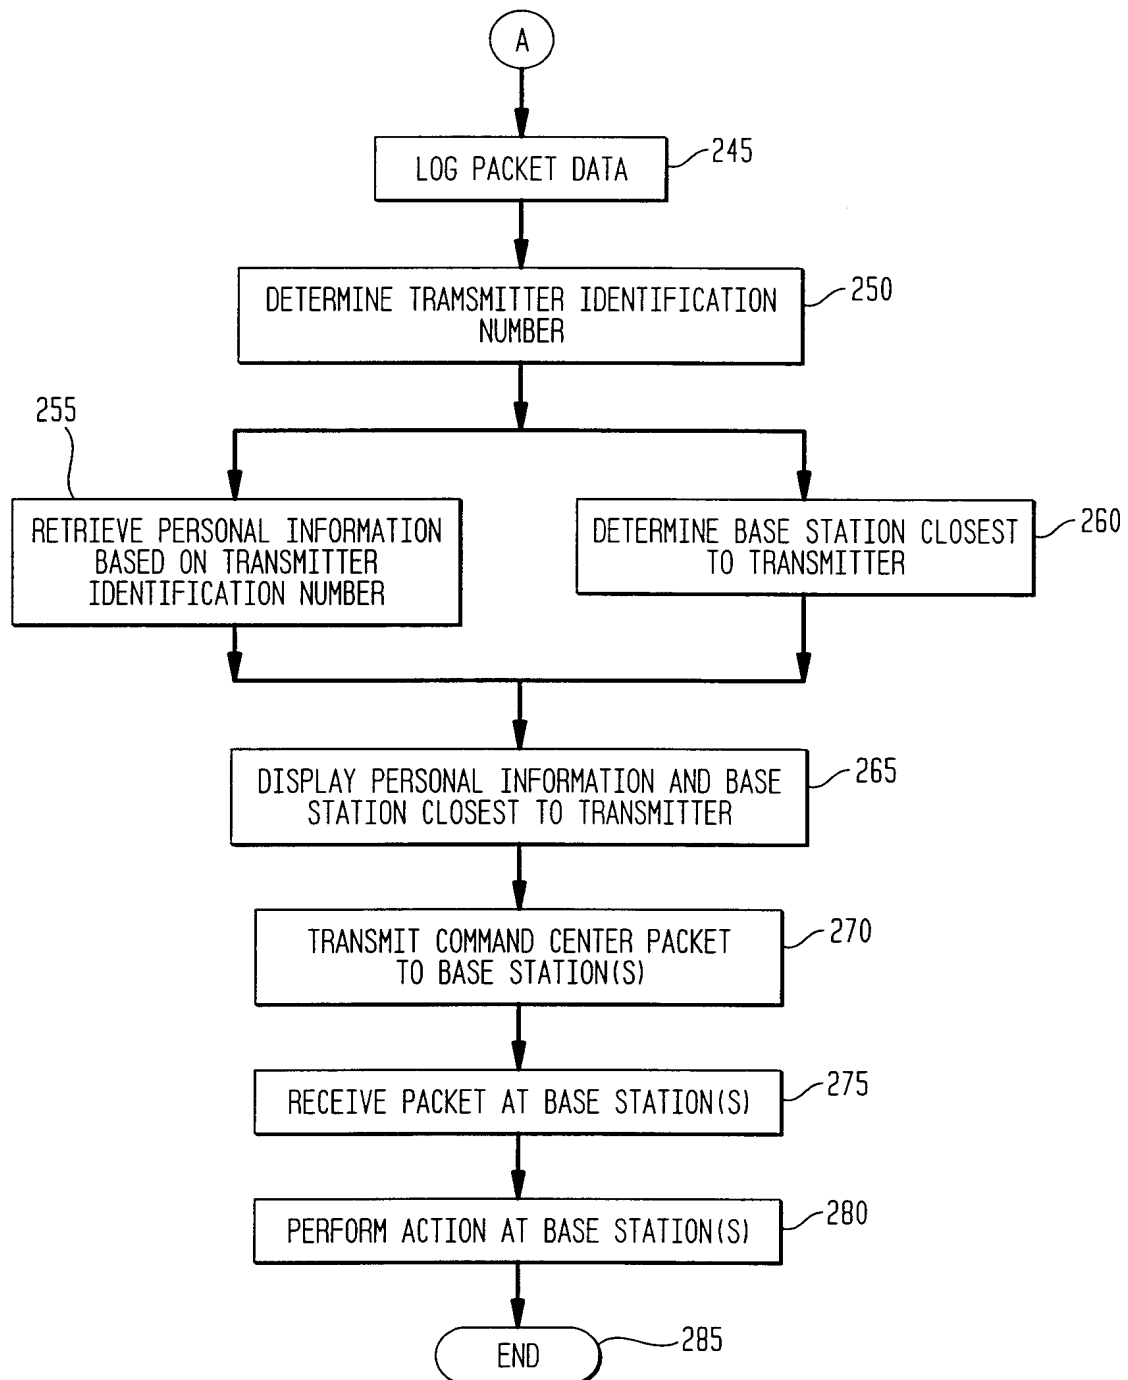 A
LOG PACKET DATA
245
DETERMINE TRAMSMITTER IDENTIFICATION
NUMBER
250
255
RETRIEVE PERSONAL INFORMATION
BASED ON TRANSMITTER
IDENTIFICATION NUMBER
DETERMINE BASE STATION CLOSEST
TO TRANSMITTER
260
DISPLAY PERSONAL INFORMATION AND BASE
STATION CLOSEST TO TRANSMITTER
265
TRANSMIT COMMAND CENTER PACKET
TO BASE STATION(S)
270
RECEIVE PACKET AT BASE STATION(S)
275
PERFORM ACTION AT BASE STATION(S)
280
END
285